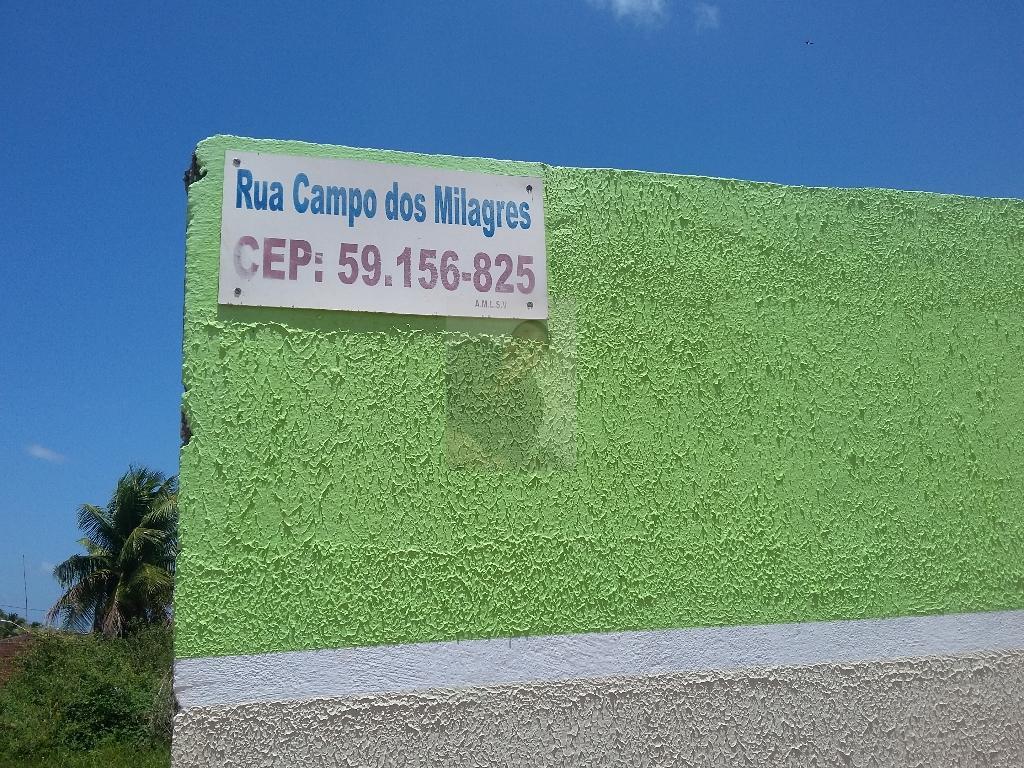 Rua Campo dos Milagres
CEP: 59.156-825
A.M.L.S.V